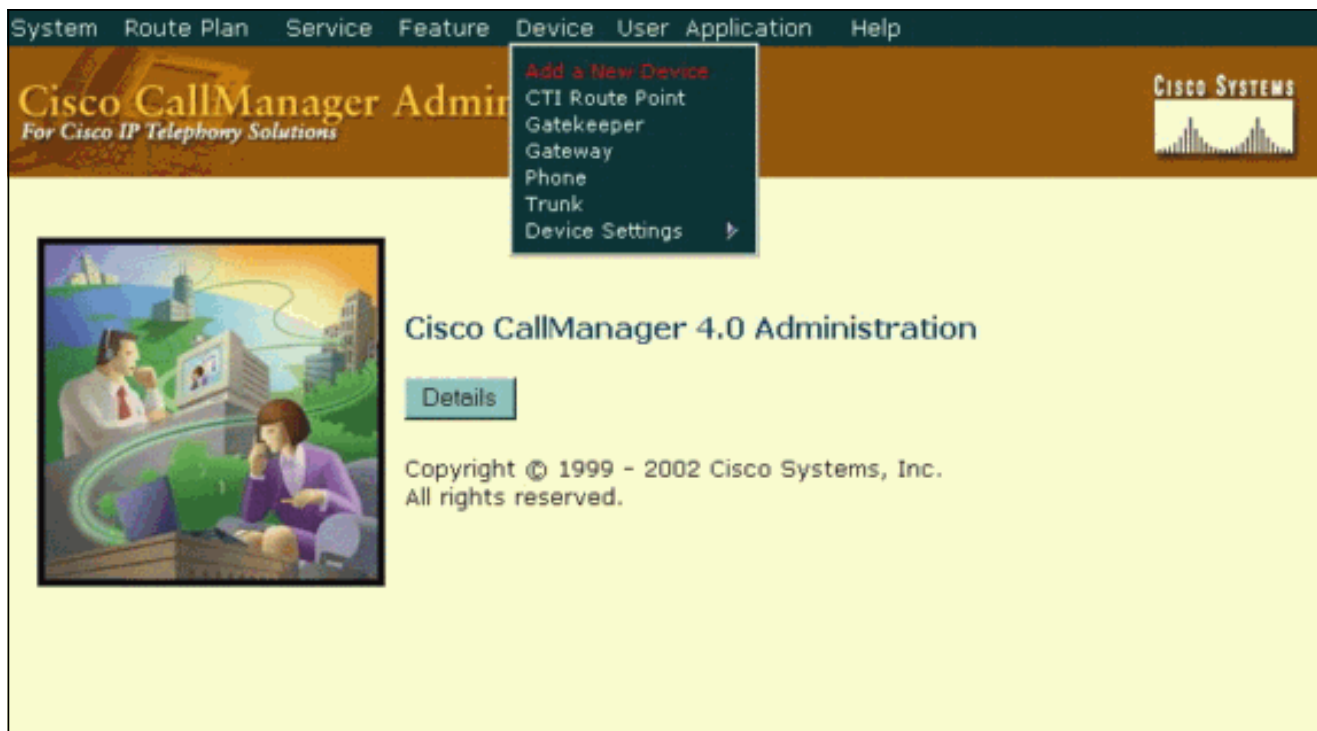 System Route Plan Service Feature Device User Application Help
Cisco CallManager Admin
For Cisco IP Telephony Solutions
CISCO SYSTEMS
Add a New Device
CTI Route Point
Gatekeeper
Gateway
Phone
Trunk
Device Settings
Cisco CallManager 4.0 Administration
Details
Copyright © 1999 - 2002 Cisco Systems, Inc.
All rights reserved.